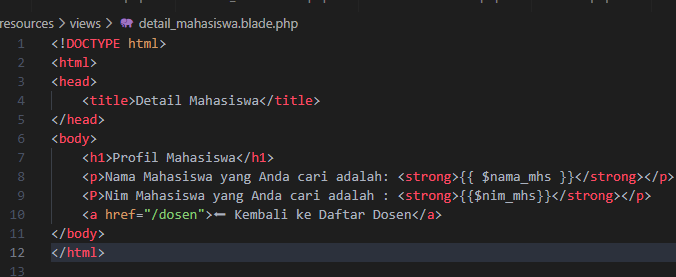 resources > views > detail_mahasiswa.blade.php
1 <!DOCTYPE html>
2 <html>
3 <head>
4 <title>Detail Mahasiswa</title>
5 </head>
6 <body>
7 <h1>Profil Mahasiswa</h1>
8 <p>Nama Mahasiswa yang Anda cari adalah: <strong>{{ $nama_mhs }}</strong></p>
9 <P>Nim Mahasiswa yang Anda cari adalah : <strong>{{$nim_mhs}}</strong></p>
10 <a href="/dosen">⬅ Kembali ke Daftar Dosen</a>
11 </body>
12 </html>
13